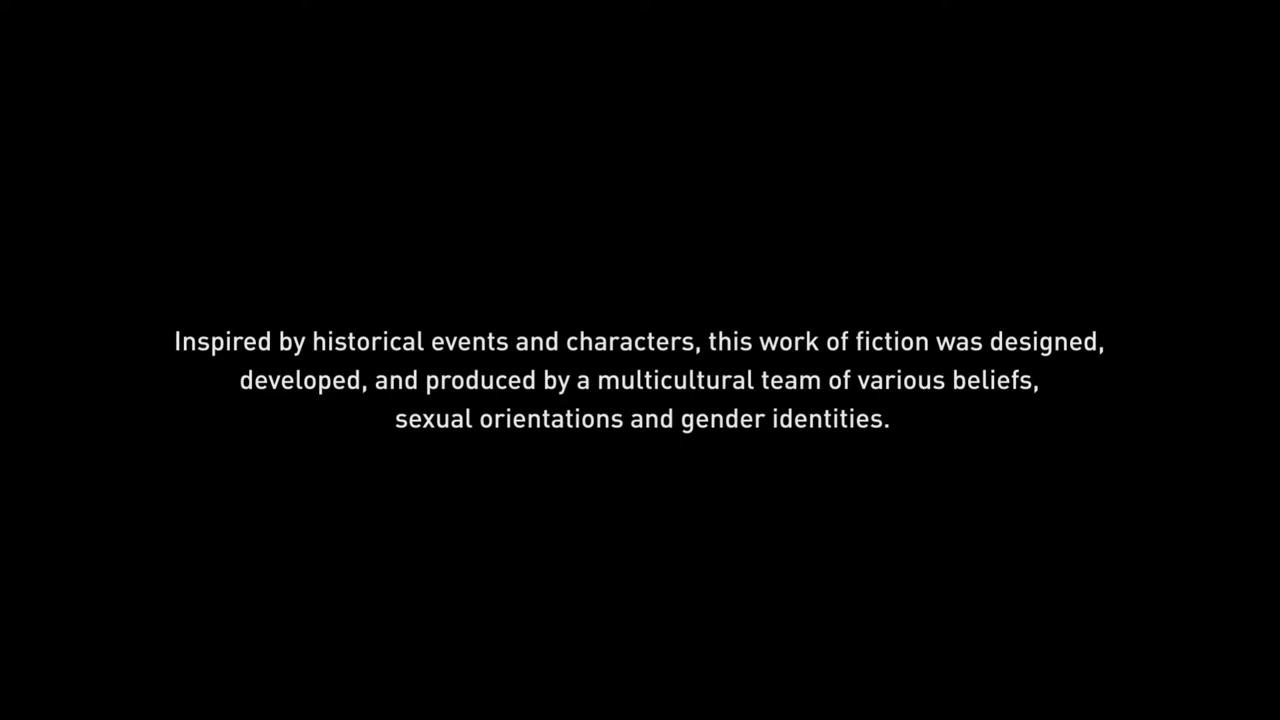 Inspired by historical events and characters, this work of fiction was designed,
developed, and produced by a multicultural team of various beliefs,
sexual orientations and gender identities.